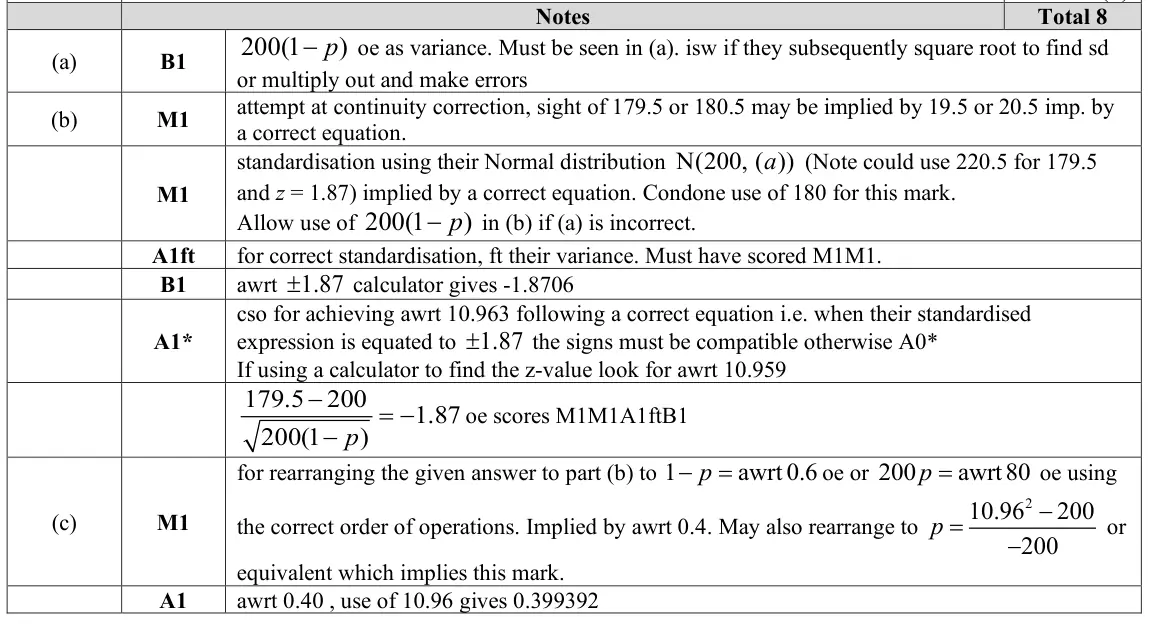 Notes Total 8
(a) B1 200(1 − p) oe as variance. Must be seen in (a). isw if they subsequently square root to find sd
or multiply out and make errors
(b) M1 attempt at continuity correction, sight of 179.5 or 180.5 may be implied by 19.5 or 20.5 imp. by
a correct equation.
standardisation using their Normal distribution N(200, (a)) (Note could use 220.5 for 179.5
M1 and z = 1.87) implied by a correct equation. Condone use of 180 for this mark.
Allow use of 200(1 − p) in (b) if (a) is incorrect.
A1ft for correct standardisation, ft their variance. Must have scored M1M1.
B1 awrt ±1.87 calculator gives -1.8706
cso for achieving awrt 10.963 following a correct equation i.e. when their standardised
A1* expression is equated to ±1.87 the signs must be compatible otherwise A0*
If using a calculator to find the z-value look for awrt 10.959
(179.5 − 200)/√(200(1 − p)) = −1.87 oe scores M1M1A1ftB1
for rearranging the given answer to part (b) to 1 − p = awrt 0.6 oe or 200p = awrt 80 oe using
(c) M1 the correct order of operations. Implied by awrt 0.4. May also rearrange to p = (10.96² − 200)/(−200) or
equivalent which implies this mark.
A1 awrt 0.40 , use of 10.96 gives 0.399392